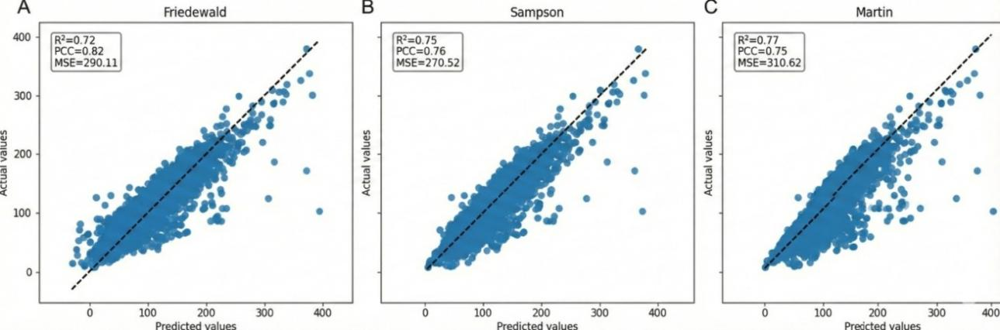 A
Friedewald
R²=0.72
PCC=0.82
MSE=290.11
400
300
200
100
0
Actual values
0 100 200 300 400
Predicted values
B
Sampson
R²=0.75
PCC=0.76
MSE=270.52
Actual values
0 100 200 300 400
Predicted values
C
Martin
R²=0.77
PCC=0.75
MSE=310.62
Actual values
0 100 200 300 400
Predicted values